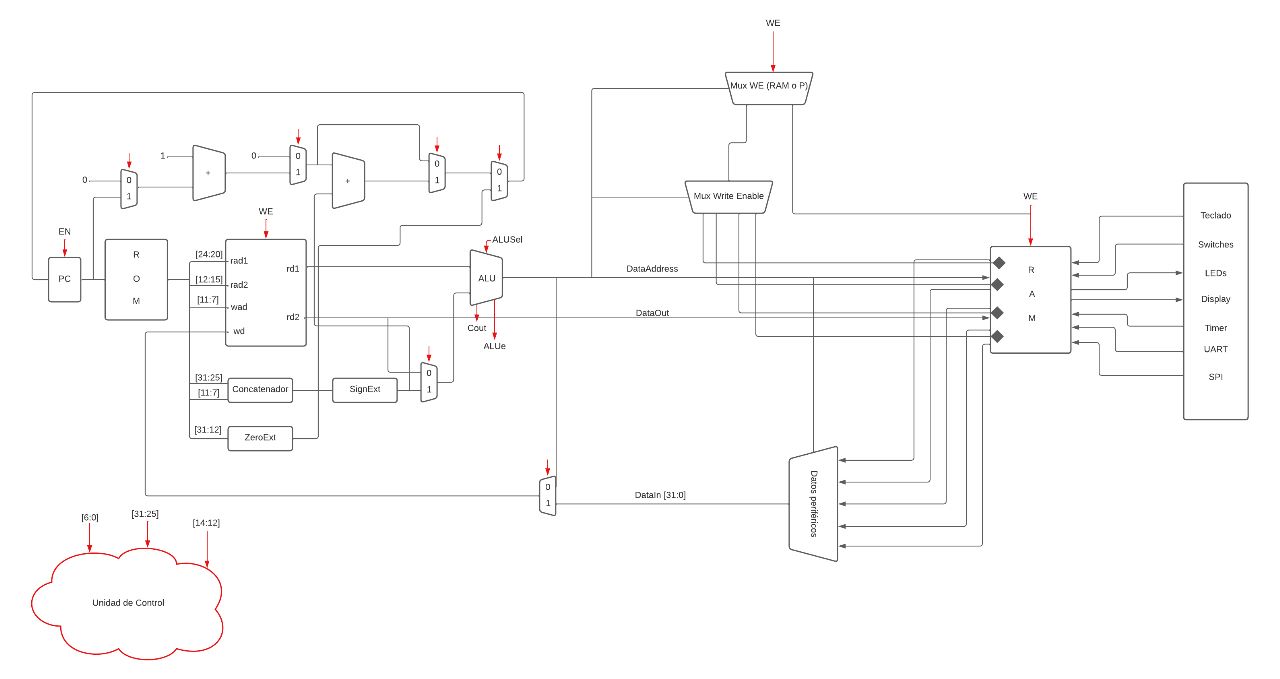 WE
Mux WE (RAM o P)
1
0
0
1
0
1
0
1
0
0
1
+
+
Mux Write Enable
WE
WE
EN
PC
R
O
M
[24:20]
rad1
[12:15]
rad2
[11:7]
wad
wd
rd1
rd2
ALUSel
ALU
Cout
ALUe
DataAddress
DataOut
R
A
M
Teclado
Switches
LEDs
Display
Timer
UART
SPI
[31:25]
[11:7]
Concatenador
SignExt
0
1
[31:12]
ZeroExt
0
1
DataIn [31:0]
Datos periféricos
[6:0]
[31:25]
[14:12]
Unidad de Control